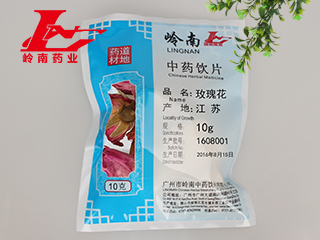 岭南药业
岭南
LINGNAN
道地
药材
中药饮片
Chinese Herbal Medicine
品名:玫瑰花
Name
产地:江苏
Locality of Growth
规格:10g
Specifications
生产批号:1608001
生产日期:2016年8月15日
10克
广州市岭南中药饮片有限公司